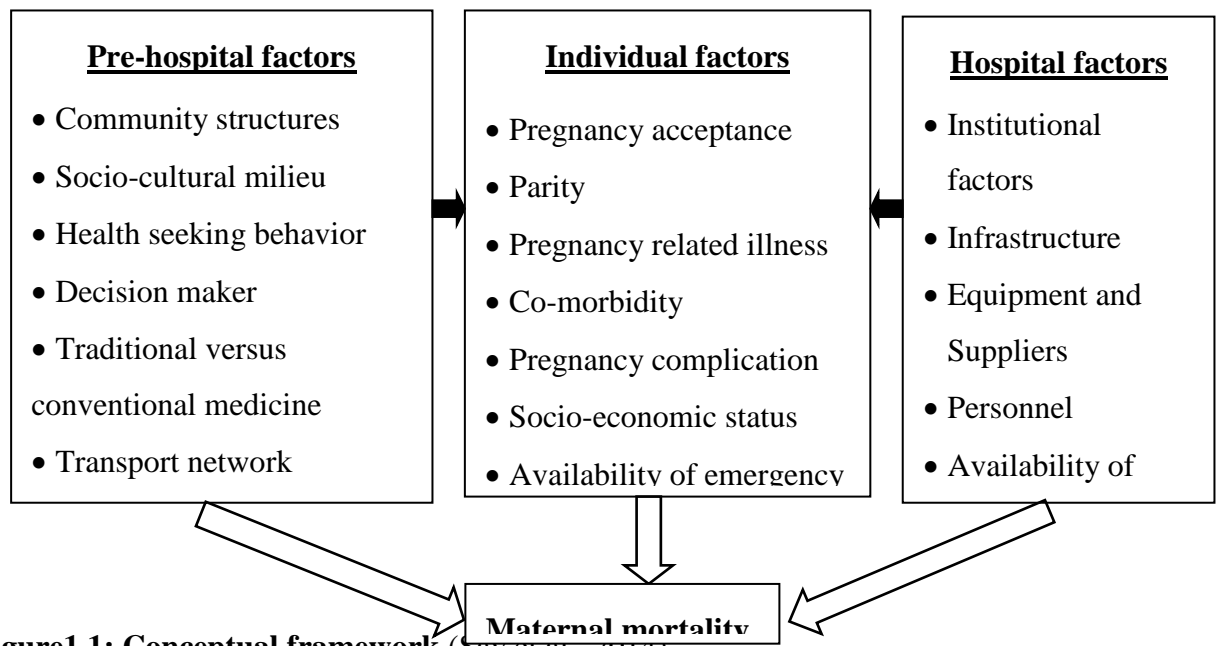 Pre-hospital factors
• Community structures
• Socio-cultural milieu
• Health seeking behavior
• Decision maker
• Traditional versus
conventional medicine
• Transport network
Individual factors
• Pregnancy acceptance
• Parity
• Pregnancy related illness
• Co-morbidity
• Pregnancy complication
• Socio-economic status
• Availability of emergency
Hospital factors
• Institutional
factors
• Infrastructure
• Equipment and
Suppliers
• Personnel
• Availability of
Maternal mortality
gure1.1: Conceptual framework